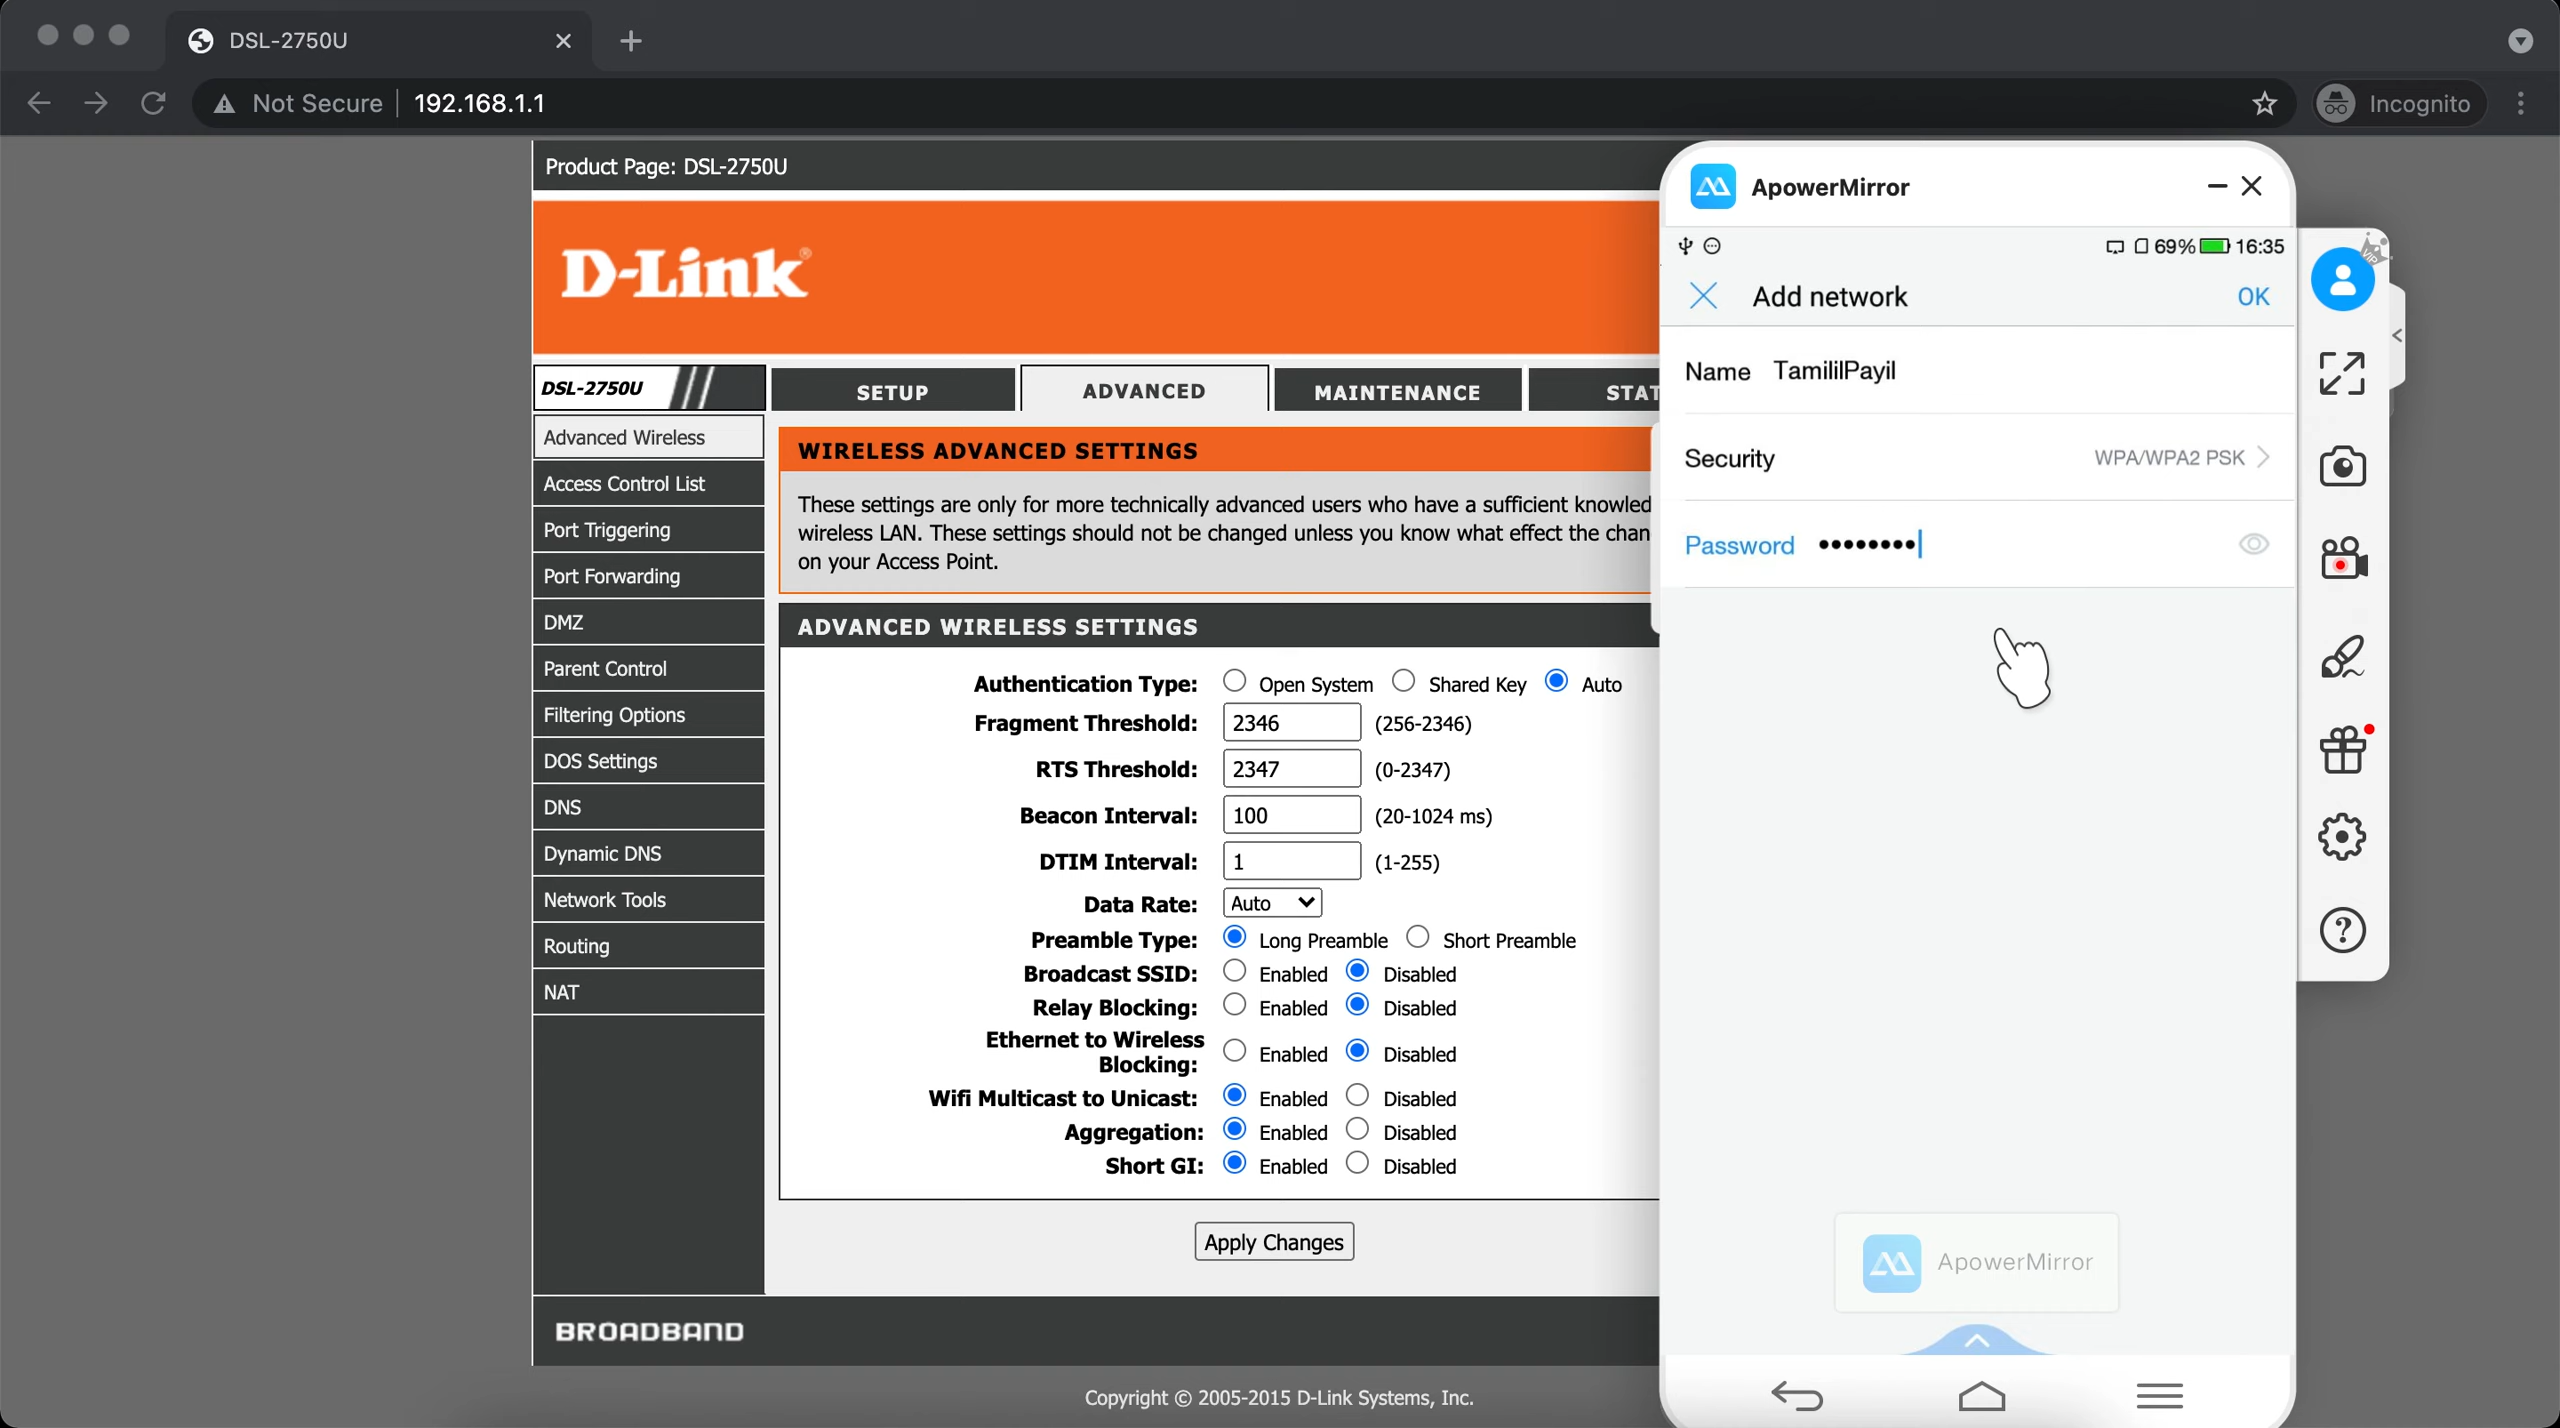 DSL-2750U
Not Secure
192.168.1.1
Incognito
Product Page: DSL-2750U
D-Link®
DSL-2750U
SETUP
ADVANCED
MAINTENANCE
STAT
Advanced Wireless
Access Control List
Port Triggering
Port Forwarding
DMZ
Parent Control
Filtering Options
DOS Settings
DNS
Dynamic DNS
Network Tools
Routing
NAT
WIRELESS ADVANCED SETTINGS
These settings are only for more technically advanced users who have a sufficient knowled
wireless LAN. These settings should not be changed unless you know what effect the chan
on your Access Point.
ADVANCED WIRELESS SETTINGS
Authentication Type: Open System Shared Key Auto
Fragment Threshold: 2346 (256-2346)
RTS Threshold: 2347 (0-2347)
Beacon Interval: 100 (20-1024 ms)
DTIM Interval: 1 (1-255)
Data Rate: Auto
Preamble Type: Long Preamble Short Preamble
Broadcast SSID: Enabled Disabled
Relay Blocking: Enabled Disabled
Ethernet to Wireless
Blocking: Enabled Disabled
Wifi Multicast to Unicast: Enabled Disabled
Aggregation: Enabled Disabled
Short GI: Enabled Disabled
Apply Changes
BROADBAND
Copyright © 2005-2015 D-Link Systems, Inc.
ApowerMirror
69% 16:35
Add network OK
Name TamililPayil
Security WPA/WPA2 PSK
Password ••••••••
ApowerMirror
VIP